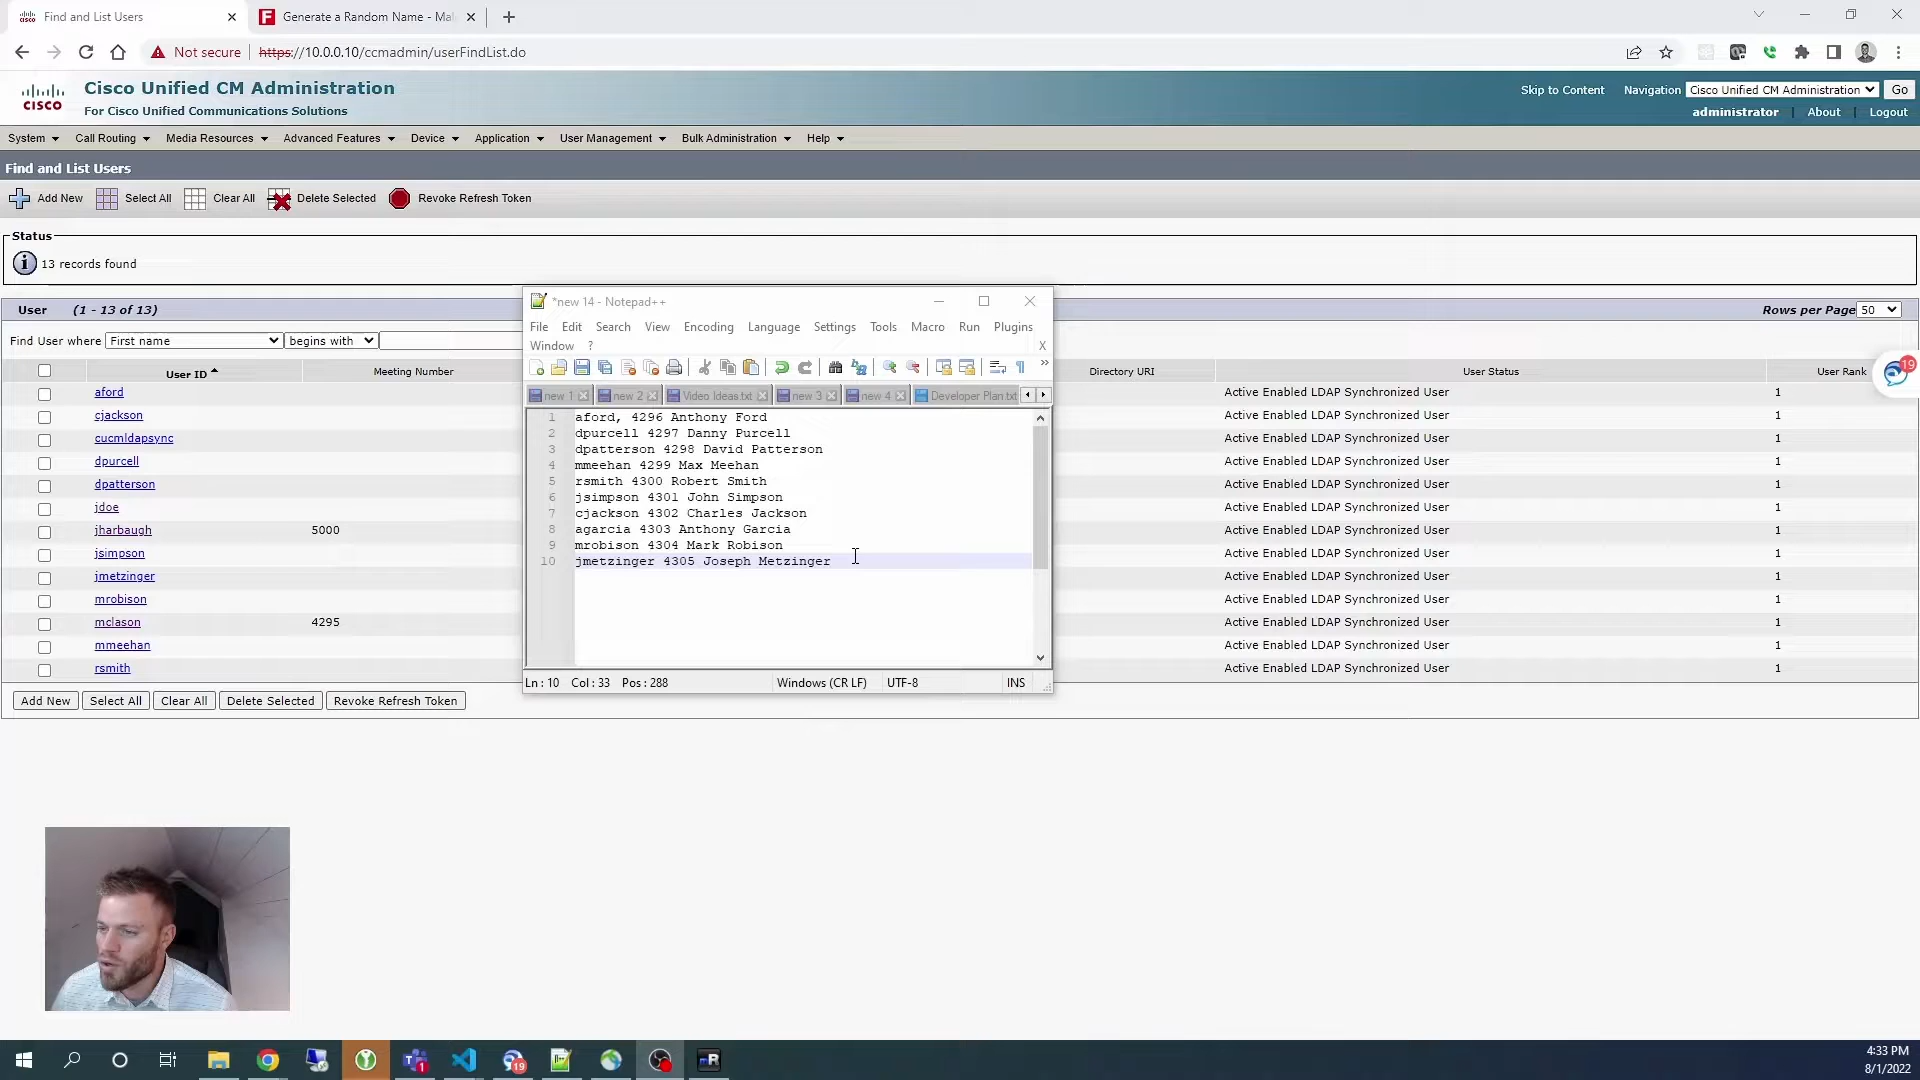 Find and List Users
Generate a Random Name - Mal
Not secure https://10.0.0.10/ccmadmin/userFindList.do
cisco
Cisco Unified CM Administration
For Cisco Unified Communications Solutions
Skip to Content Navigation Cisco Unified CM Administration Go
administrator | About | Logout
System Call Routing Media Resources Advanced Features Device Application User Management Bulk Administration Help
Find and List Users
Add New Select All Clear All Delete Selected Revoke Refresh Token
Status
13 records found
User (1 - 13 of 13) Rows per Page 50
Find User where First name begins with
User ID Meeting Number Directory URI User Status User Rank
19
aford Active Enabled LDAP Synchronized User 1
cjackson Active Enabled LDAP Synchronized User 1
cucmldapsync Active Enabled LDAP Synchronized User 1
dpurcell Active Enabled LDAP Synchronized User 1
dpatterson Active Enabled LDAP Synchronized User 1
jdoe Active Enabled LDAP Synchronized User 1
jharbaugh 5000 Active Enabled LDAP Synchronized User 1
jsimpson Active Enabled LDAP Synchronized User 1
jmetzinger Active Enabled LDAP Synchronized User 1
mrobison Active Enabled LDAP Synchronized User 1
mclason 4295 Active Enabled LDAP Synchronized User 1
mmeehan Active Enabled LDAP Synchronized User 1
rsmith Active Enabled LDAP Synchronized User 1
Add New Select All Clear All Delete Selected Revoke Refresh Token
*new 14 - Notepad++
File Edit Search View Encoding Language Settings Tools Macro Run Plugins
Window ? X
new 1 new 2 Video Ideas.txt new 3 new 4 Developer Plan.txt
1 aford, 4296 Anthony Ford
2 dpurcell 4297 Danny Purcell
3 dpatterson 4298 David Patterson
4 mmeehan 4299 Max Meehan
5 rsmith 4300 Robert Smith
6 jsimpson 4301 John Simpson
7 cjackson 4302 Charles Jackson
8 agarcia 4303 Anthony Garcia
9 mrobison 4304 Mark Robison
10 jmetzinger 4305 Joseph Metzinger
Ln : 10 Col : 33 Pos : 288 Windows (CR LF) UTF-8 INS
1
19
R
4:33 PM
8/1/2022